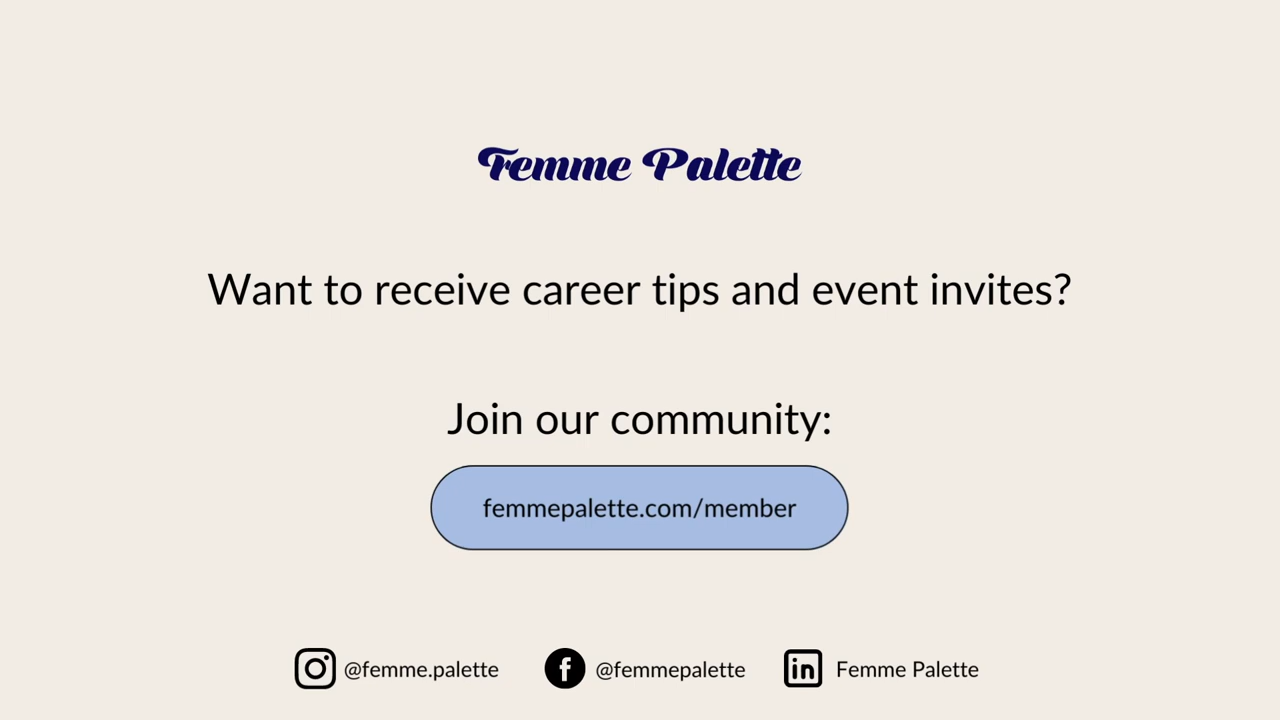 Femme Palette
Want to receive career tips and event invites?
Join our community:
femmepalette.com/member
@femme.palette @femmepalette Femme Palette